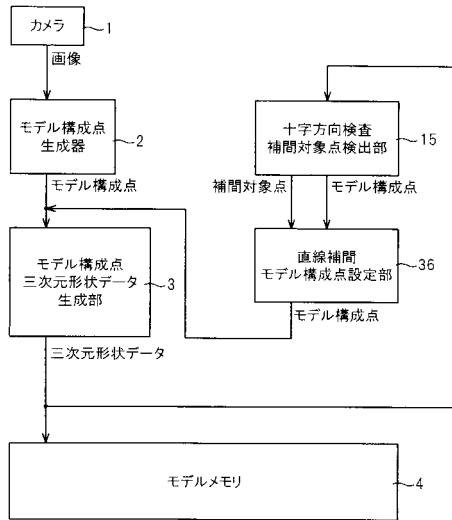 カメラ
1
画像
モデル構成点
生成器
2
モデル構成点
モデル構成点
三次元形状データ
生成部
3
三次元形状データ
十字方向検査
補間対象点検出部
15
補間対象点
モデル構成点
直線補間
モデル構成点設定部
36
モデル構成点
モデルメモリ
4